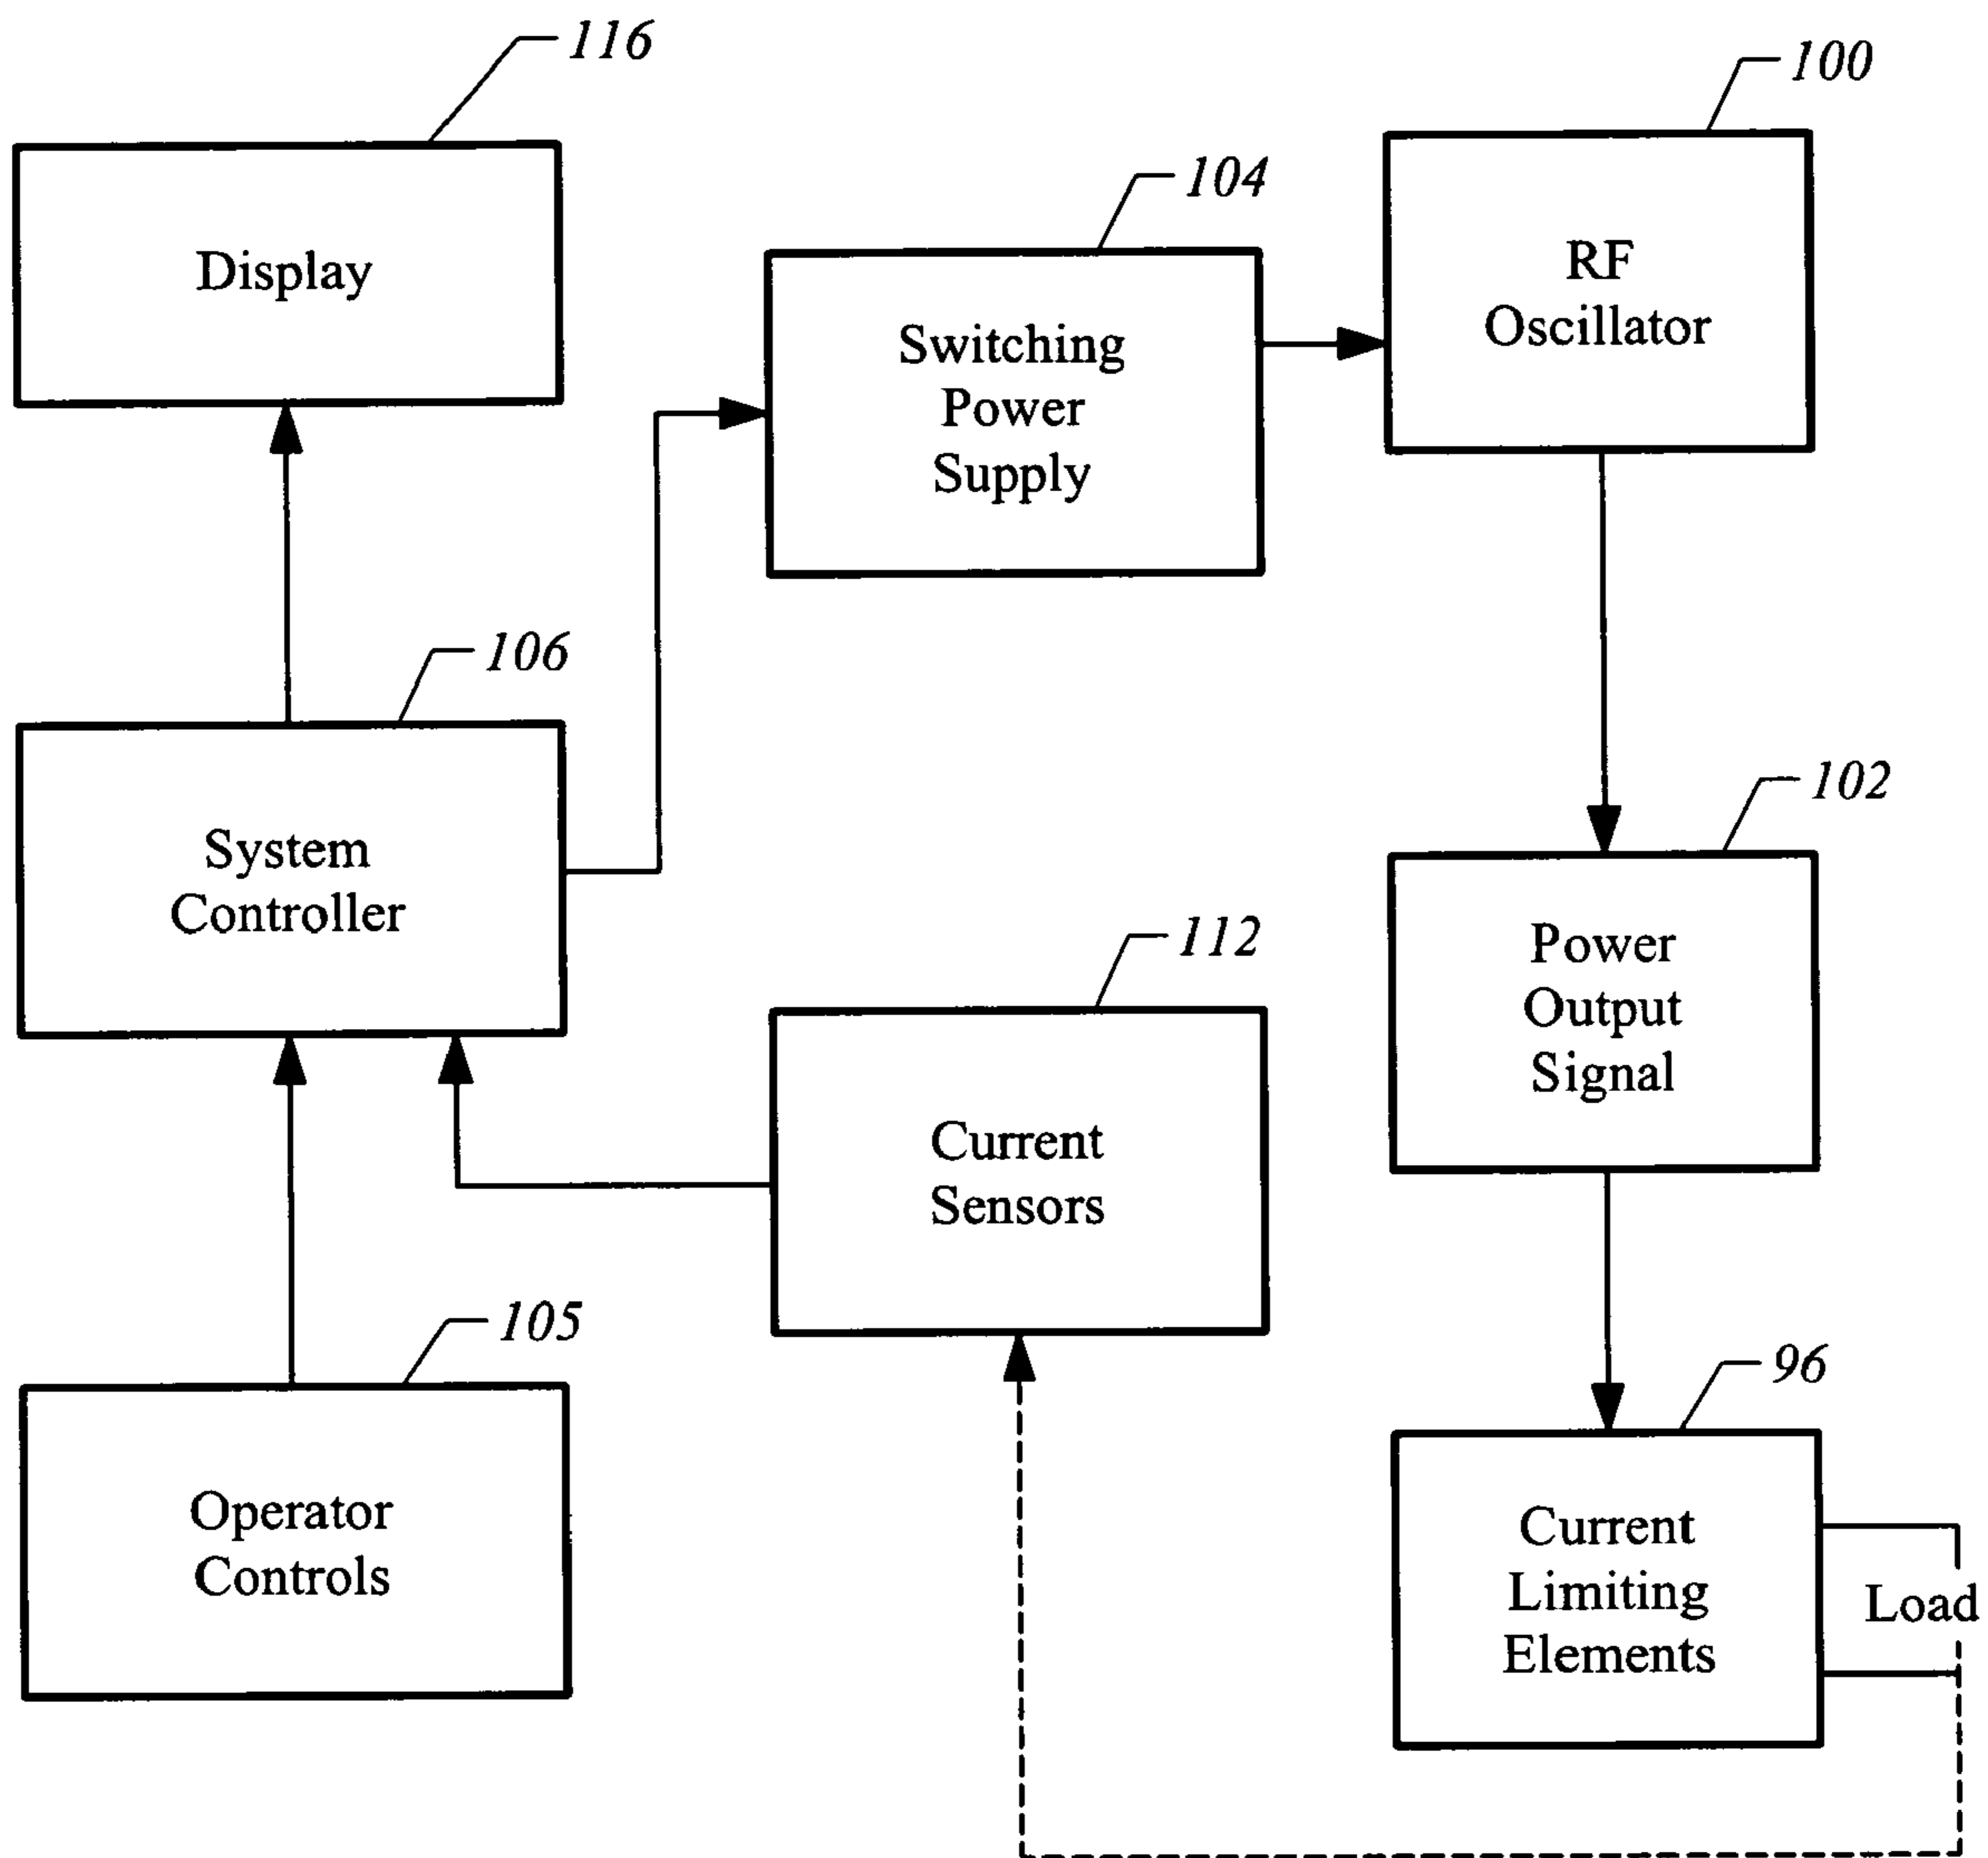 116
Display
104
Switching
Power
Supply
100
RF
Oscillator
106
System
Controller
102
Power
Output
Signal
112
Current
Sensors
105
Operator
Controls
96
Current
Limiting
Elements
Load